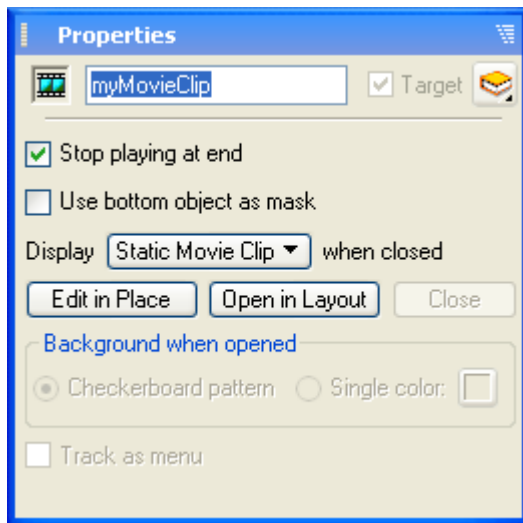 Properties
myMovieClip Target
Stop playing at end
Use bottom object as mask
Display Static Movie Clip when closed
Edit in Place Open in Layout Close
Background when opened
Checkerboard pattern Single color:
Track as menu